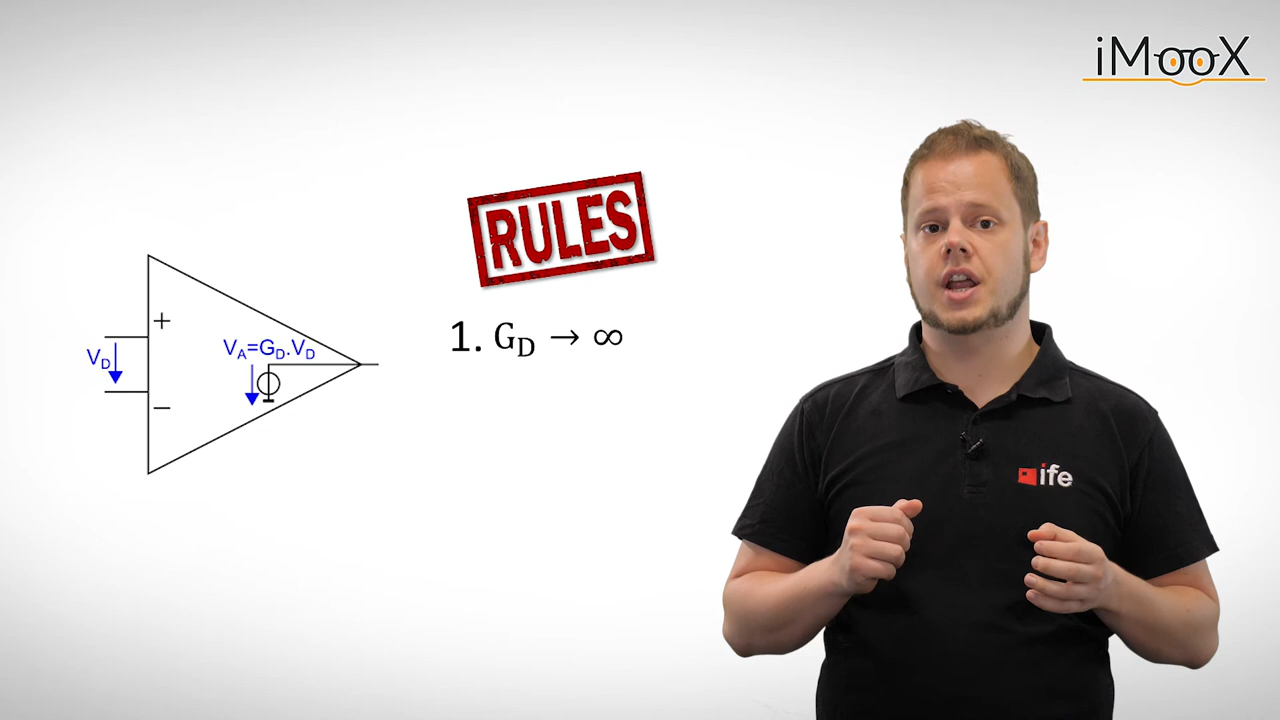 iMooX
RULES
1. G_D → ∞
+
V_D
V_A=G_D.V_D
−
ife